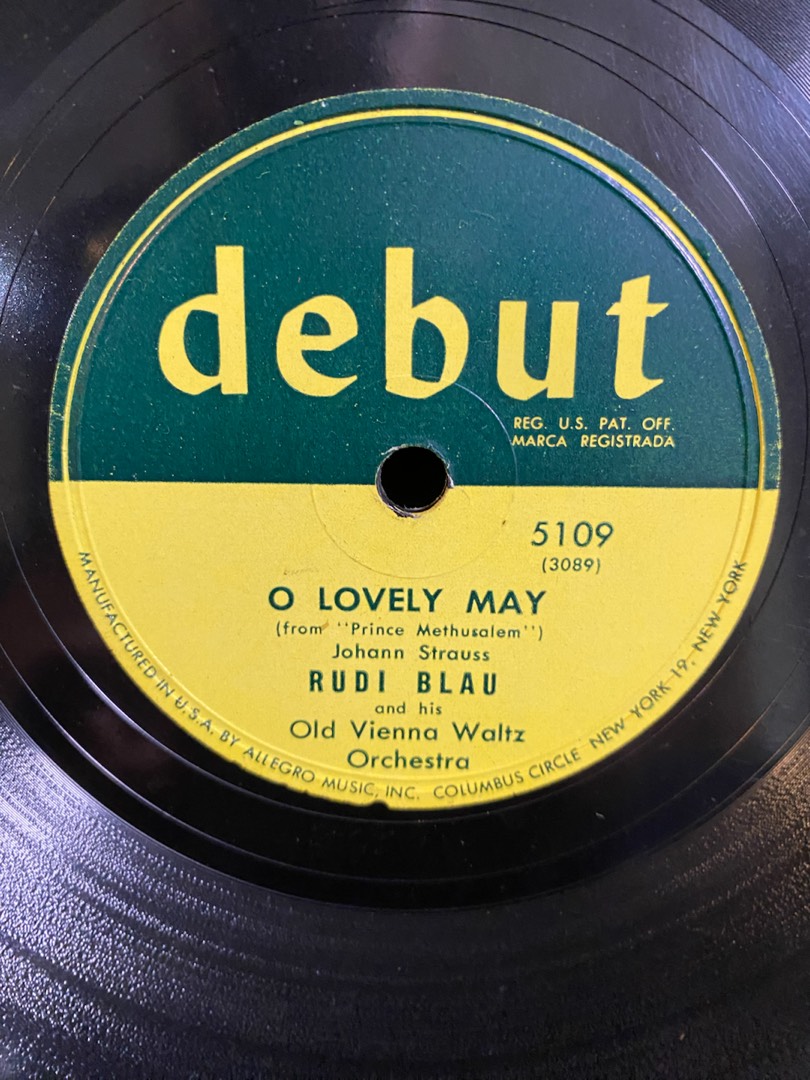 debut
REG. U.S. PAT. OFF.
MARCA REGISTRADA
5109
(3089)
O LOVELY MAY
(from "Prince Methusalem")
Johann Strauss
RUDI BLAU
and his
Old Vienna Waltz
Orchestra
MANUFACTURED IN U.S.A. BY ALLEGRO MUSIC, INC. COLUMBUS CIRCLE NEW YORK 19, NEW YORK